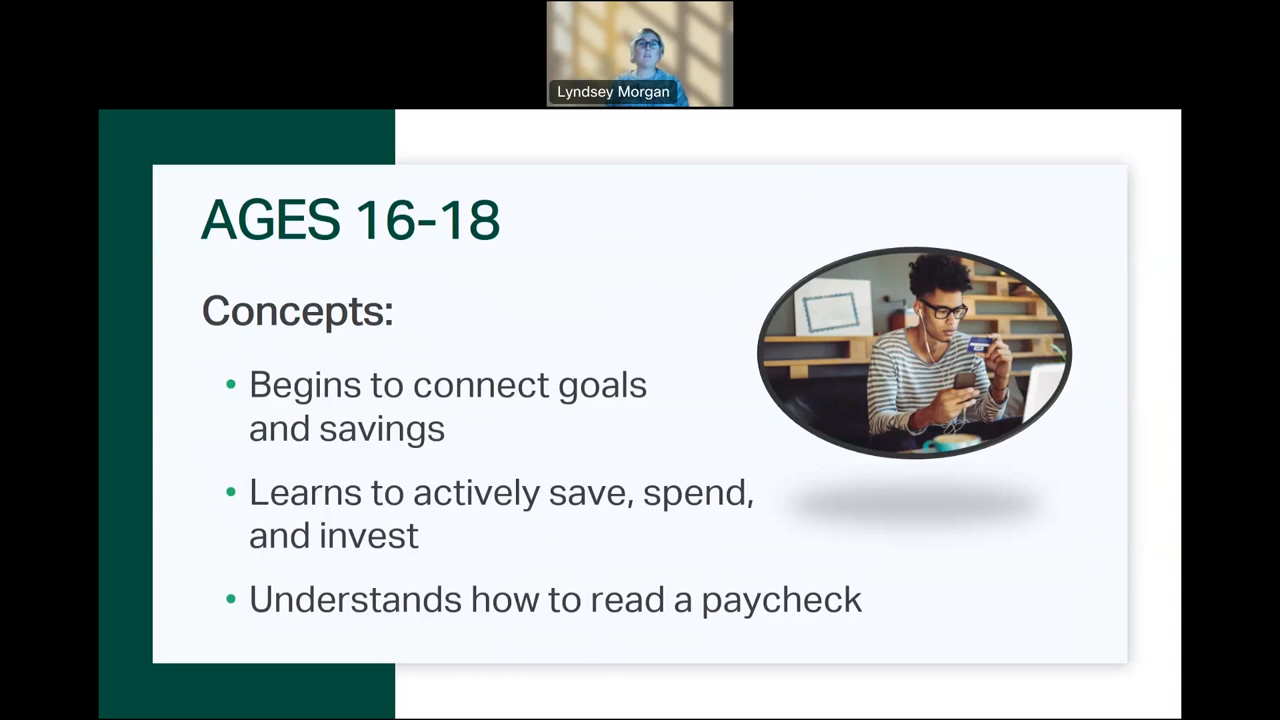 Lyndsey Morgan
AGES 16-18
Concepts:
• Begins to connect goals
and savings
• Learns to actively save, spend,
and invest
• Understands how to read a paycheck